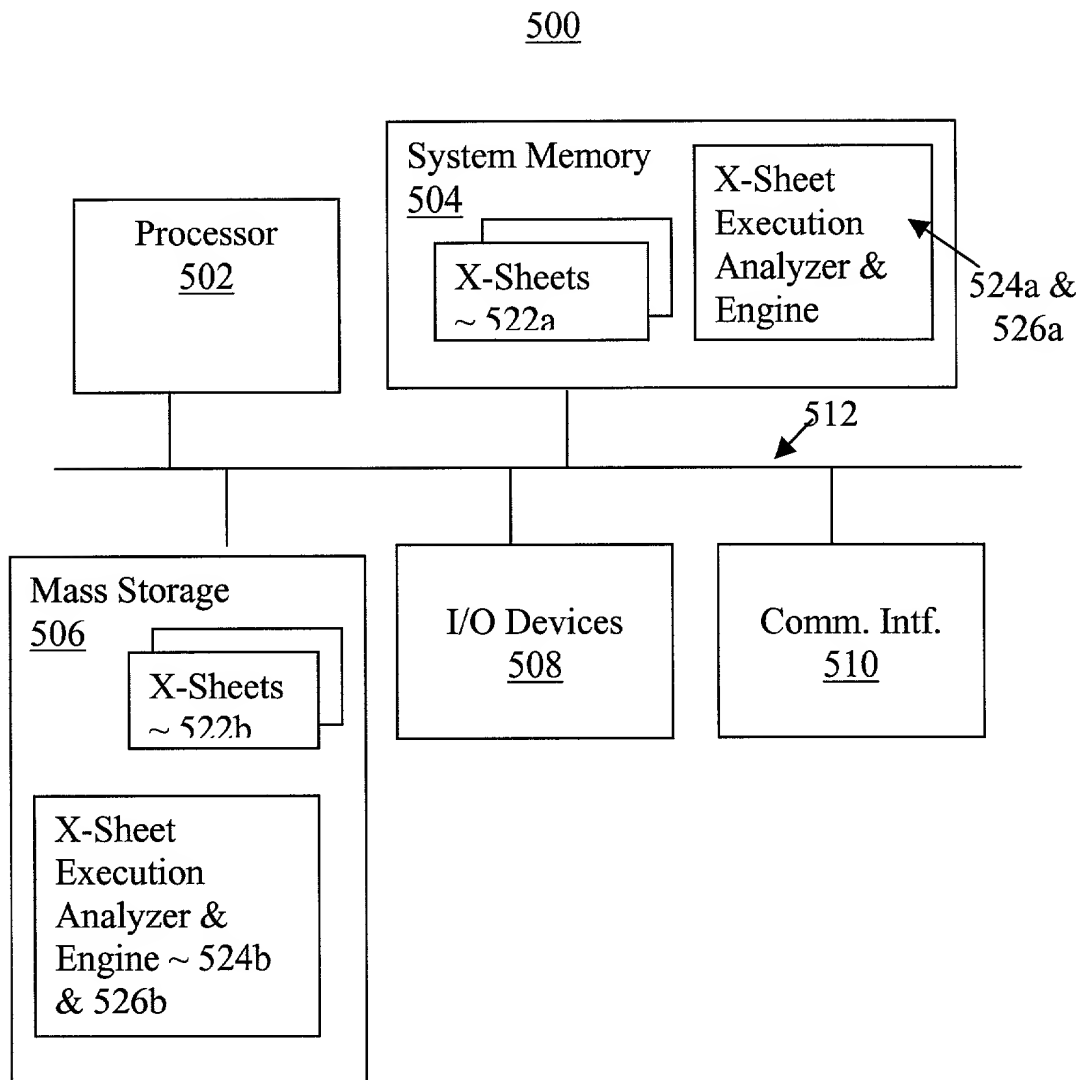 500
System Memory
504
X-Sheets
~ 522a
X-Sheet
Execution
Analyzer &
Engine
524a &
526a
Processor
502
512
Mass Storage
506
X-Sheets
~ 522b
X-Sheet
Execution
Analyzer &
Engine ~ 524b
& 526b
I/O Devices
508
Comm. Intf.
510